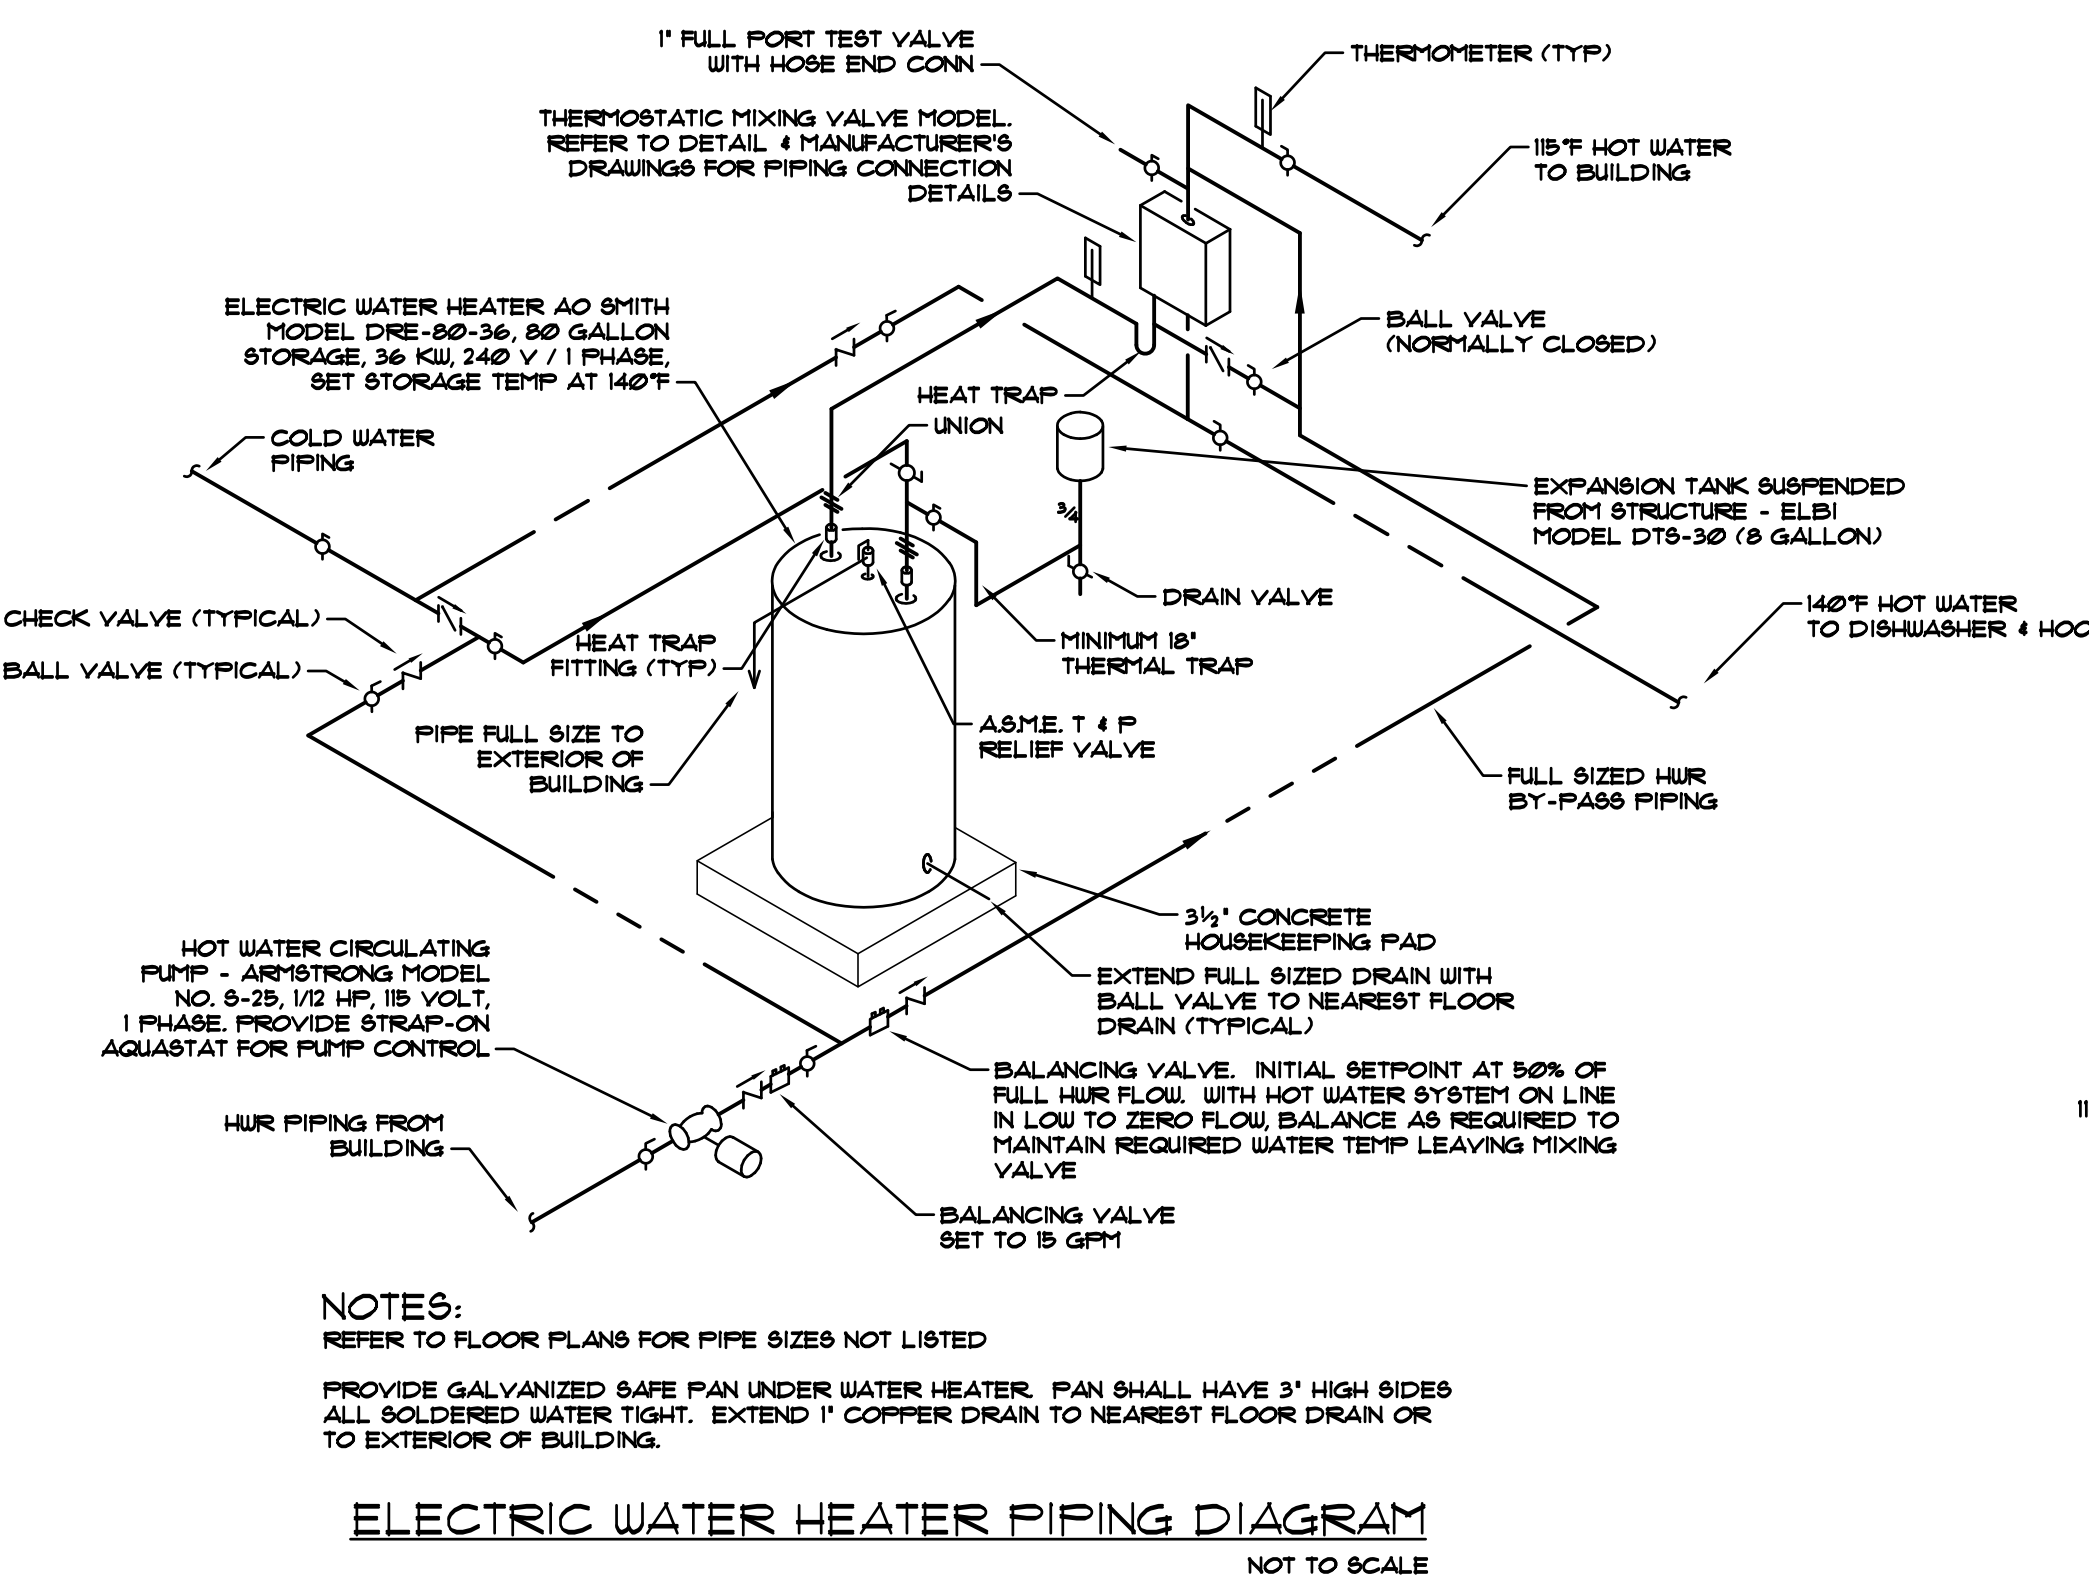 1" FULL PORT TEST VALVE
WITH HOSE END CONN
THERMOMETER (TYP)
THERMOSTATIC MIXING VALVE MODEL.
REFER TO DETAIL & MANUFACTURER'S
DRAWINGS FOR PIPING CONNECTION
DETAILS
115°F HOT WATER
TO BUILDING
ELECTRIC WATER HEATER AO SMITH
MODEL DRE-80-36, 80 GALLON
STORAGE, 36 KW, 240 V / 1 PHASE,
SET STORAGE TEMP AT 140°F
BALL VALVE
(NORMALLY CLOSED)
HEAT TRAP
UNION
COLD WATER
PIPING
EXPANSION TANK SUSPENDED
FROM STRUCTURE - ELBI
MODEL DTS-30 (8 GALLON)
3/4
DRAIN VALVE
140°F HOT WATER
TO DISHWASHER & HOO
CHECK VALVE (TYPICAL)
BALL VALVE (TYPICAL)
HEAT TRAP
FITTING (TYP)
MINIMUM 18"
THERMAL TRAP
PIPE FULL SIZE TO
EXTERIOR OF
BUILDING
A.S.M.E. T & P
RELIEF VALVE
FULL SIZED HWR
BY-PASS PIPING
3½" CONCRETE
HOUSEKEEPING PAD
HOT WATER CIRCULATING
PUMP - ARMSTRONG MODEL
NO. S-25, 1/12 HP, 115 VOLT,
1 PHASE. PROVIDE STRAP-ON
AQUASTAT FOR PUMP CONTROL
EXTEND FULL SIZED DRAIN WITH
BALL VALVE TO NEAREST FLOOR
DRAIN (TYPICAL)
BALANCING VALVE. INITIAL SETPOINT AT 50% OF
FULL HWR FLOW. WITH HOT WATER SYSTEM ON LINE
IN LOW TO ZERO FLOW, BALANCE AS REQUIRED TO
MAINTAIN REQUIRED WATER TEMP LEAVING MIXING
VALVE
11
HWR PIPING FROM
BUILDING
BALANCING VALVE
SET TO 15 GPM
NOTES:
REFER TO FLOOR PLANS FOR PIPE SIZES NOT LISTED
PROVIDE GALVANIZED SAFE PAN UNDER WATER HEATER. PAN SHALL HAVE 3" HIGH SIDES
ALL SOLDERED WATER TIGHT. EXTEND 1" COPPER DRAIN TO NEAREST FLOOR DRAIN OR
TO EXTERIOR OF BUILDING.
ELECTRIC WATER HEATER PIPING DIAGRAM
NOT TO SCALE